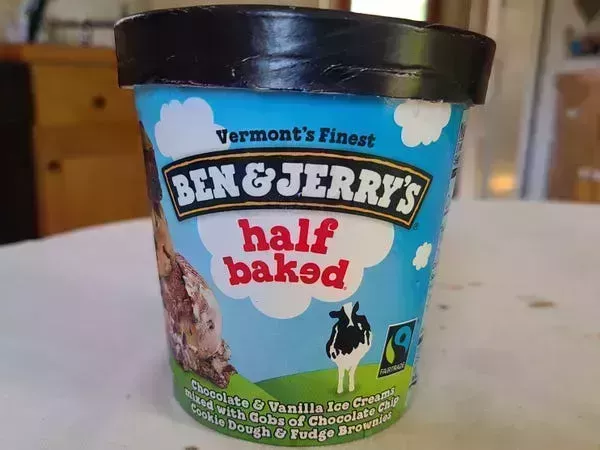 Vermont's Finest
BEN & JERRY'S
half
baked
FAIRTRADE
Chocolate & Vanilla Ice Creams
mixed with Gobs of Chocolate Chip
Cookie Dough & Fudge Brownies